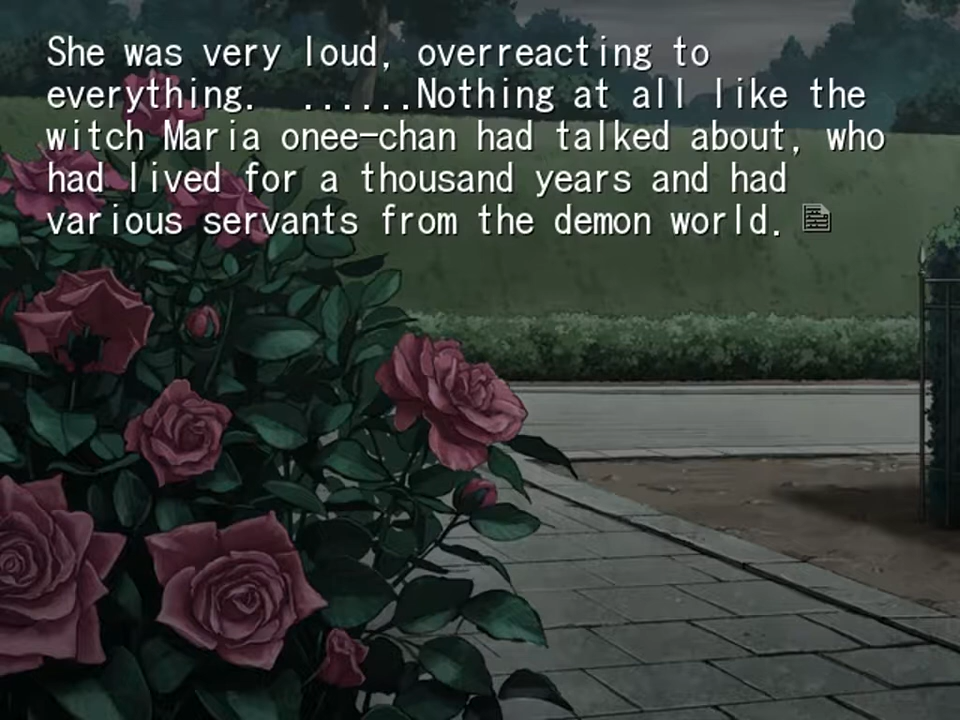 She was very loud, overreacting to
everything.  ......Nothing at all like the
witch Maria onee-chan had talked about, who
had lived for a thousand years and had
various servants from the demon world.